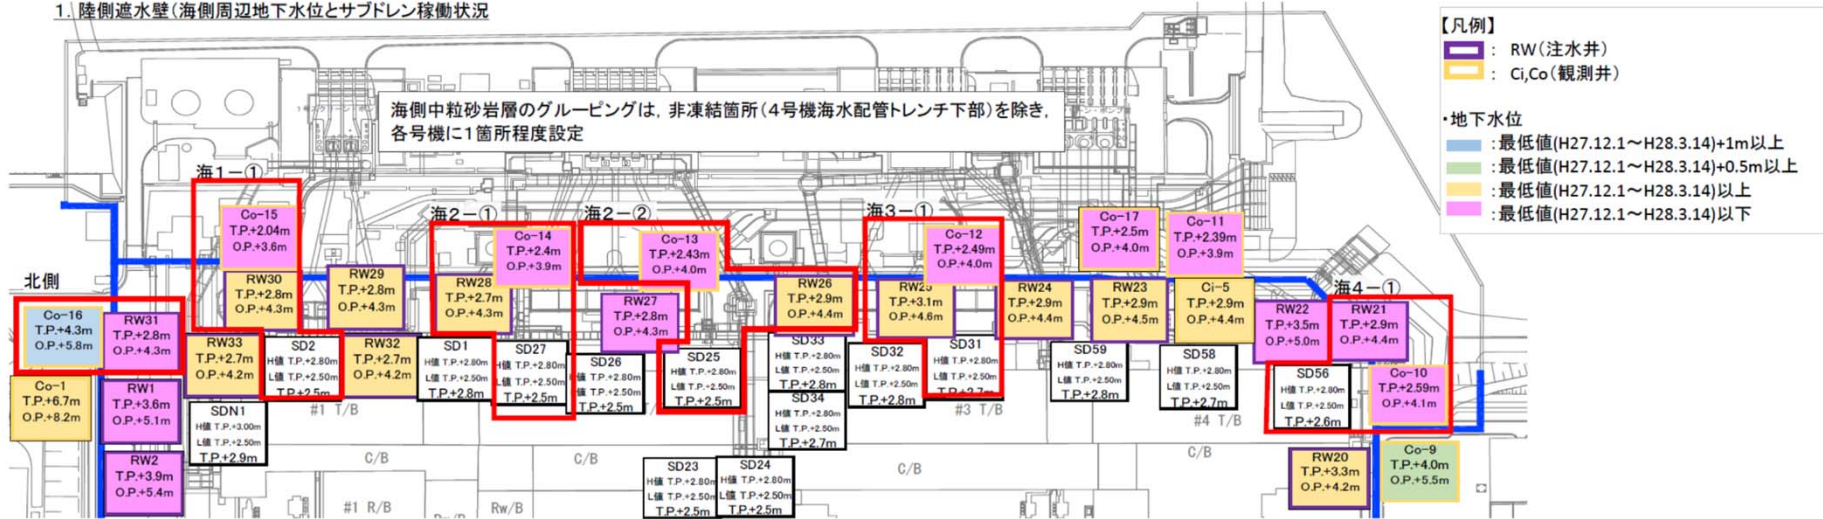 1. 陸側遮水壁(海側周辺地下水位とサブドレン稼働状況
【凡例】
: RW(注水井)
: Ci,Co(観測井)
・地下水位
:最低値(H27.12.1～H28.3.14)+1m以上
:最低値(H27.12.1～H28.3.14)+0.5m以上
:最低値(H27.12.1～H28.3.14)以上
:最低値(H27.12.1～H28.3.14)以下
海側中粒砂岩層のグルーピングは, 非凍結箇所(4号機海水配管トレンチ下部)を除き,
各号機に1箇所程度設定
海1-①
Co-15
T.P.+2.04m
O.P.+3.6m
海2-①
Co-14
T.P.+2.4m
O.P.+3.9m
海2-②
Co-13
T.P.+2.43m
O.P.+4.0m
海3-①
Co-12
T.P.+2.49m
O.P.+4.0m
Co-17
T.P.+2.5m
O.P.+4.0m
Co-11
T.P.+2.39m
O.P.+3.9m
北側
Co-16
T.P.+4.3m
O.P.+5.8m
RW31
T.P.+2.8m
O.P.+4.3m
RW30
T.P.+2.8m
O.P.+4.3m
RW29
T.P.+2.8m
O.P.+4.3m
RW28
T.P.+2.7m
O.P.+4.3m
RW27
T.P.+2.8m
O.P.+4.3m
RW26
T.P.+2.9m
O.P.+4.4m
RW25
T.P.+3.1m
O.P.+4.6m
RW24
T.P.+2.9m
O.P.+4.4m
RW23
T.P.+2.9m
O.P.+4.5m
Ci-5
T.P.+2.9m
O.P.+4.4m
RW22
T.P.+3.5m
O.P.+5.0m
海4-①
RW21
T.P.+2.9m
O.P.+4.4m
RW33
T.P.+2.7m
O.P.+4.2m
SD2
H値 T.P.+2.80m
L値 T.P.+2.50m
T.P.+2.5m
RW32
T.P.+2.7m
O.P.+4.2m
SD1
H値 T.P.+2.80m
L値 T.P.+2.50m
T.P.+2.8m
SD27
H値 T.P.+2.80m
L値 T.P.+2.50m
T.P.+2.5m
SD26
H値 T.P.+2.80m
L値 T.P.+2.50m
T.P.+2.5m
SD25
H値 T.P.+2.80m
L値 T.P.+2.50m
T.P.+2.5m
SD33
H値 T.P.+2.80m
L値 T.P.+2.50m
T.P.+2.8m
SD32
H値 T.P.+2.80m
L値 T.P.+2.50m
T.P.+2.8m
SD31
H値 T.P.+2.80m
L値 T.P.+2.50m
T.P.+2.7m
SD59
H値 T.P.+2.80m
L値 T.P.+2.50m
T.P.+2.8m
SD58
H値 T.P.+2.80m
L値 T.P.+2.50m
T.P.+2.7m
SD56
H値 T.P.+2.80m
L値 T.P.+2.50m
T.P.+2.6m
Co-10
T.P.+2.59m
O.P.+4.1m
Co-1
T.P.+6.7m
O.P.+8.2m
RW1
T.P.+3.6m
O.P.+5.1m
SDN1
H値 T.P.+3.00m
L値 T.P.+2.50m
T.P.+2.9m
#1 T/B
SD34
H値 T.P.+2.80m
L値 T.P.+2.50m
T.P.+2.7m
#3 T/B
#4 T/B
RW2
T.P.+3.9m
O.P.+5.4m
C/B
C/B
SD23
H値 T.P.+2.80m
L値 T.P.+2.50m
T.P.+2.5m
SD24
H値 T.P.+2.80m
L値 T.P.+2.50m
T.P.+2.5m
C/B
C/B
RW20
T.P.+3.3m
O.P.+4.2m
Co-9
T.P.+4.0m
O.P.+5.5m
#1 R/B
Rw/B